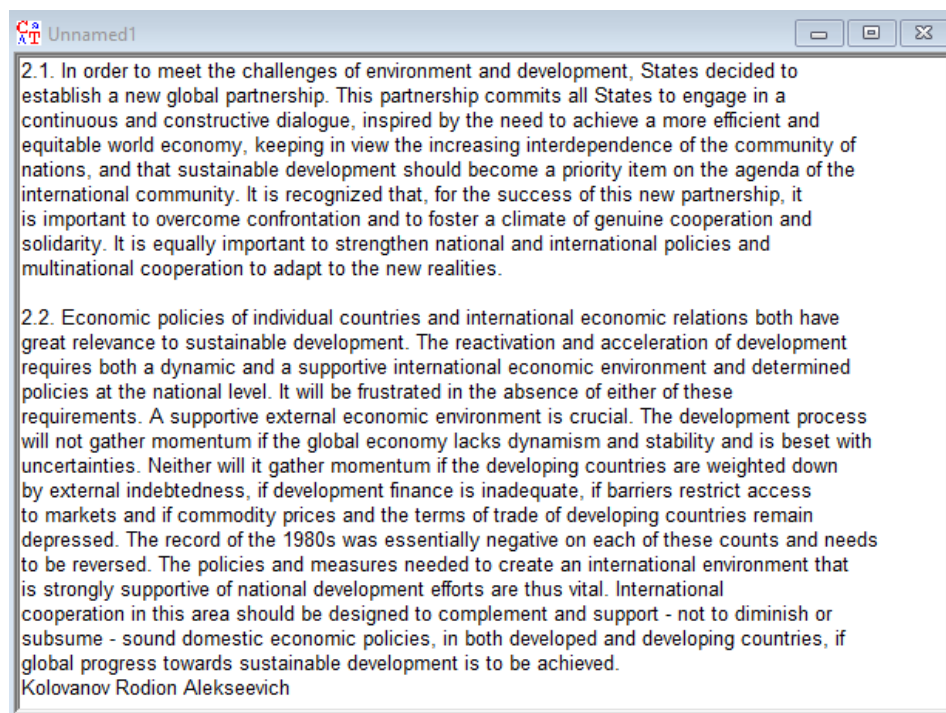 Unnamed1
2.1. In order to meet the challenges of environment and development, States decided to
establish a new global partnership. This partnership commits all States to engage in a
continuous and constructive dialogue, inspired by the need to achieve a more efficient and
equitable world economy, keeping in view the increasing interdependence of the community of
nations, and that sustainable development should become a priority item on the agenda of the
international community. It is recognized that, for the success of this new partnership, it
is important to overcome confrontation and to foster a climate of genuine cooperation and
solidarity. It is equally important to strengthen national and international policies and
multinational cooperation to adapt to the new realities.

2.2. Economic policies of individual countries and international economic relations both have
great relevance to sustainable development. The reactivation and acceleration of development
requires both a dynamic and a supportive international economic environment and determined
policies at the national level. It will be frustrated in the absence of either of these
requirements. A supportive external economic environment is crucial. The development process
will not gather momentum if the global economy lacks dynamism and stability and is beset with
uncertainties. Neither will it gather momentum if the developing countries are weighted down
by external indebtedness, if development finance is inadequate, if barriers restrict access
to markets and if commodity prices and the terms of trade of developing countries remain
depressed. The record of the 1980s was essentially negative on each of these counts and needs
to be reversed. The policies and measures needed to create an international environment that
is strongly supportive of national development efforts are thus vital. International
cooperation in this area should be designed to complement and support - not to diminish or
subsume - sound domestic economic policies, in both developed and developing countries, if
global progress towards sustainable development is to be achieved.
Kolovanov Rodion Alekseevich